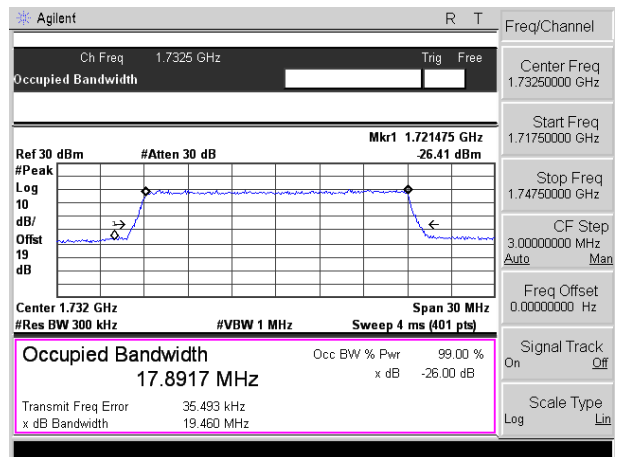 Agilent R T
Ch Freq 1.7325 GHz Trig Free
Occupied Bandwidth
Mkr1 1.721475 GHz
Ref 30 dBm #Atten 30 dB -26.41 dBm
#Peak
Log
10
dB/
Offst
19
dB
1
Center 1.732 GHz Span 30 MHz
#Res BW 300 kHz #VBW 1 MHz Sweep 4 ms (401 pts)
Occupied Bandwidth Occ BW % Pwr 99.00 %
17.8917 MHz x dB -26.00 dB
Transmit Freq Error 35.493 kHz
x dB Bandwidth 19.460 MHz
Freq/Channel
Center Freq
1.73250000 GHz
Start Freq
1.71750000 GHz
Stop Freq
1.74750000 GHz
CF Step
3.00000000 MHz
Auto Man
Freq Offset
0.00000000 Hz
Signal Track
On Off
Scale Type
Log Lin